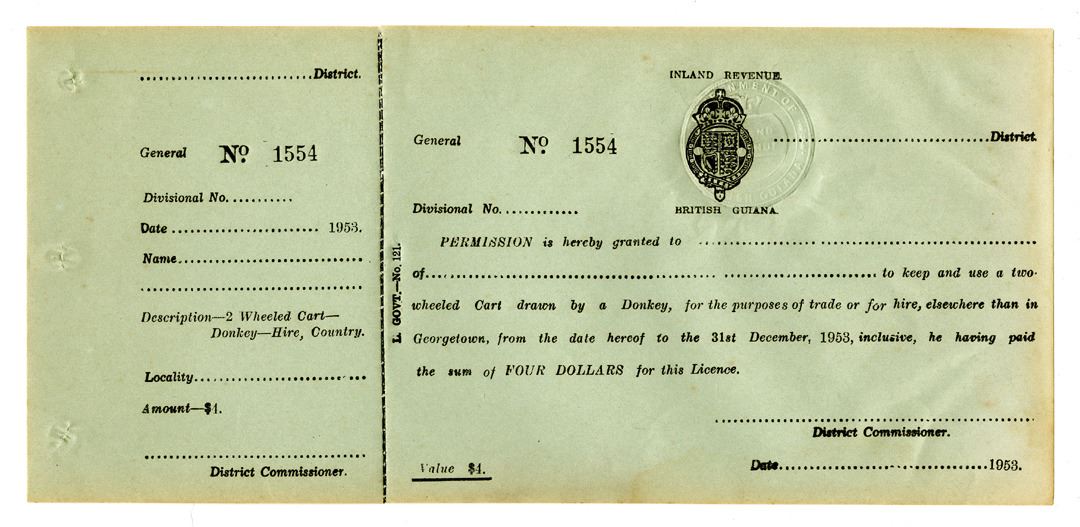 ....................District.
General No. 1554
Divisional No...........
Date ........................ 1953.
Name..............................
Description—2 Wheeled Cart—
Donkey—Hire, Country.
Locality..............................
Amount—$4.
District Commissioner.
L GOVT.—No. 121.
INLAND REVENUE.
General No. 1554
....................District.
Divisional No.............
BRITISH GUIANA.
PERMISSION is hereby granted to ..............................
of.............................. to keep and use a two-
wheeled Cart drawn by a Donkey, for the purposes of trade or for hire, elsewhere than in
Georgetown, from the date hereof to the 31st December, 1953, inclusive, he having paid
the sum of FOUR DOLLARS for this Licence.
District Commissioner.
Value $4.
Date..............................1953.